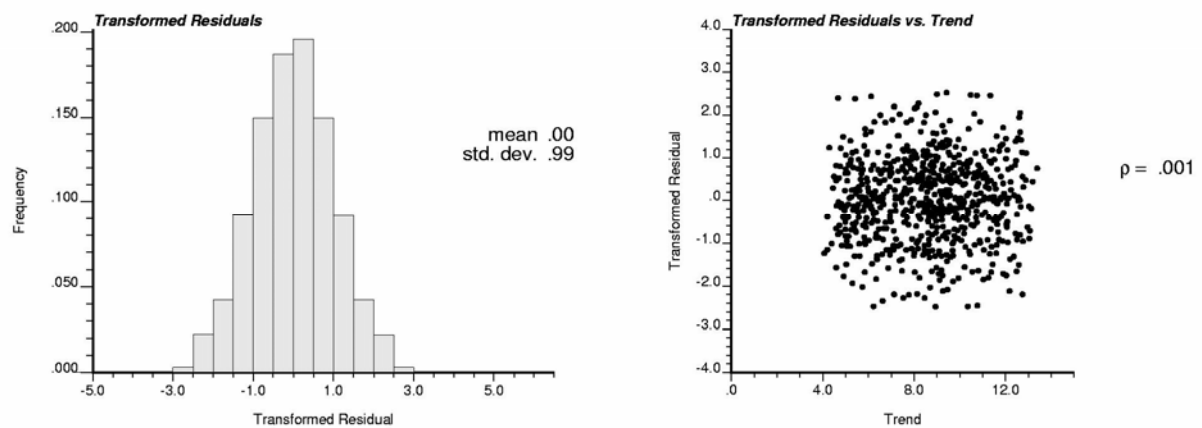 Transformed Residuals
.200
.150
.100
.050
.000
Frequency
mean .00
std. dev. .99
-5.0 -3.0 -1.0 1.0 3.0 5.0
Transformed Residual
Transformed Residuals vs. Trend
4.0
3.0
2.0
1.0
.0
-1.0
-2.0
-3.0
-4.0
Transformed Residual
ρ = .001
.0 4.0 8.0 12.0
Trend